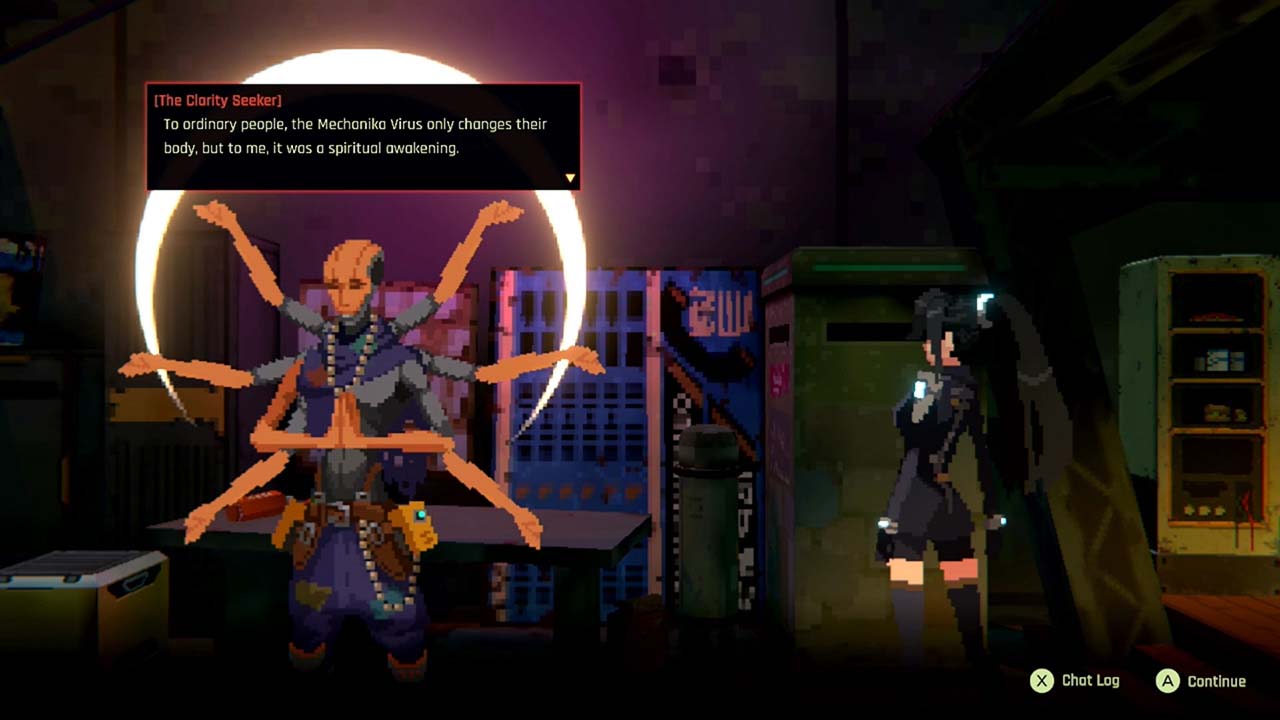 [The Clarity Seeker]
To ordinary people, the Mechanika Virus only changes their
body, but to me, it was a spiritual awakening.
X Chat Log
A Continue